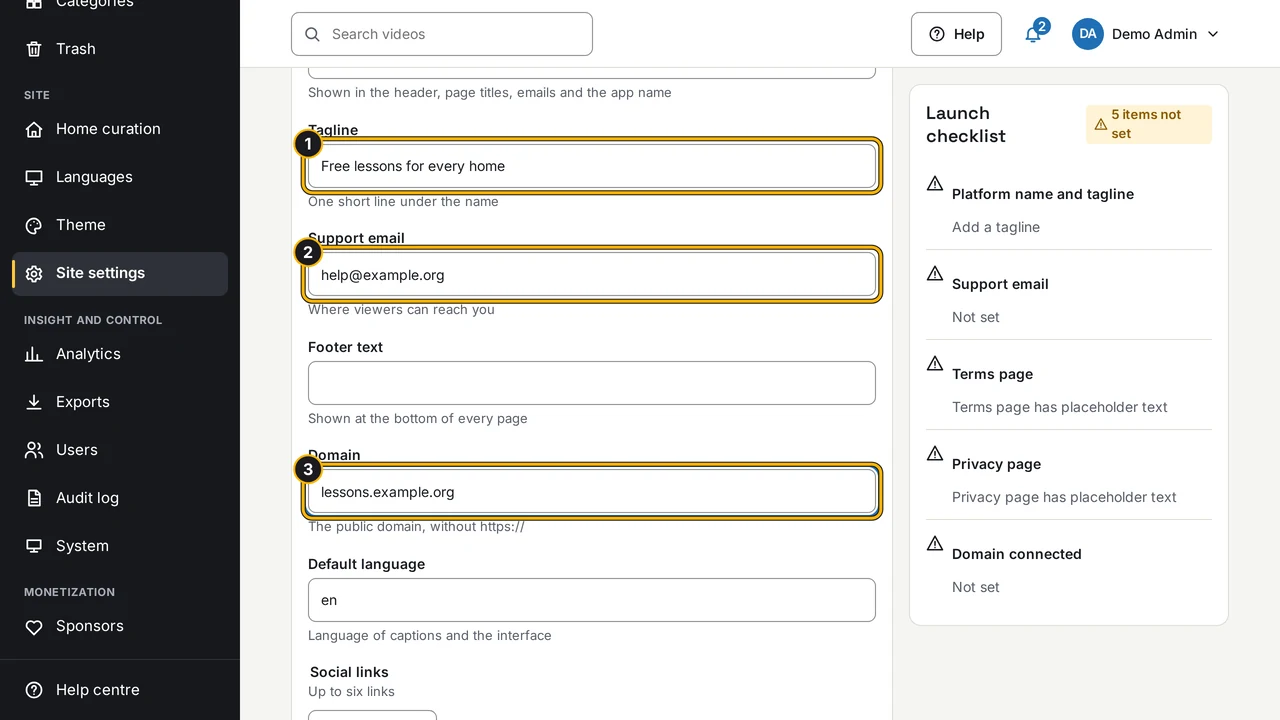 Categories
Trash
SITE
Home curation
Languages
Theme
Site settings
INSIGHT AND CONTROL
Analytics
Exports
Users
Audit log
System
MONETIZATION
Sponsors
Help centre
Search videos
Help
2
DA
Demo Admin
Shown in the header, page titles, emails and the app name
Tagline
1
Free lessons for every home
One short line under the name
Support email
2
help@example.org
Where viewers can reach you
Footer text
Shown at the bottom of every page
Domain
3
lessons.example.org
The public domain, without https://
Default language
en
Language of captions and the interface
Social links
Up to six links
Launch
checklist
5 items not
set
Platform name and tagline
Add a tagline
Support email
Not set
Terms page
Terms page has placeholder text
Privacy page
Privacy page has placeholder text
Domain connected
Not set